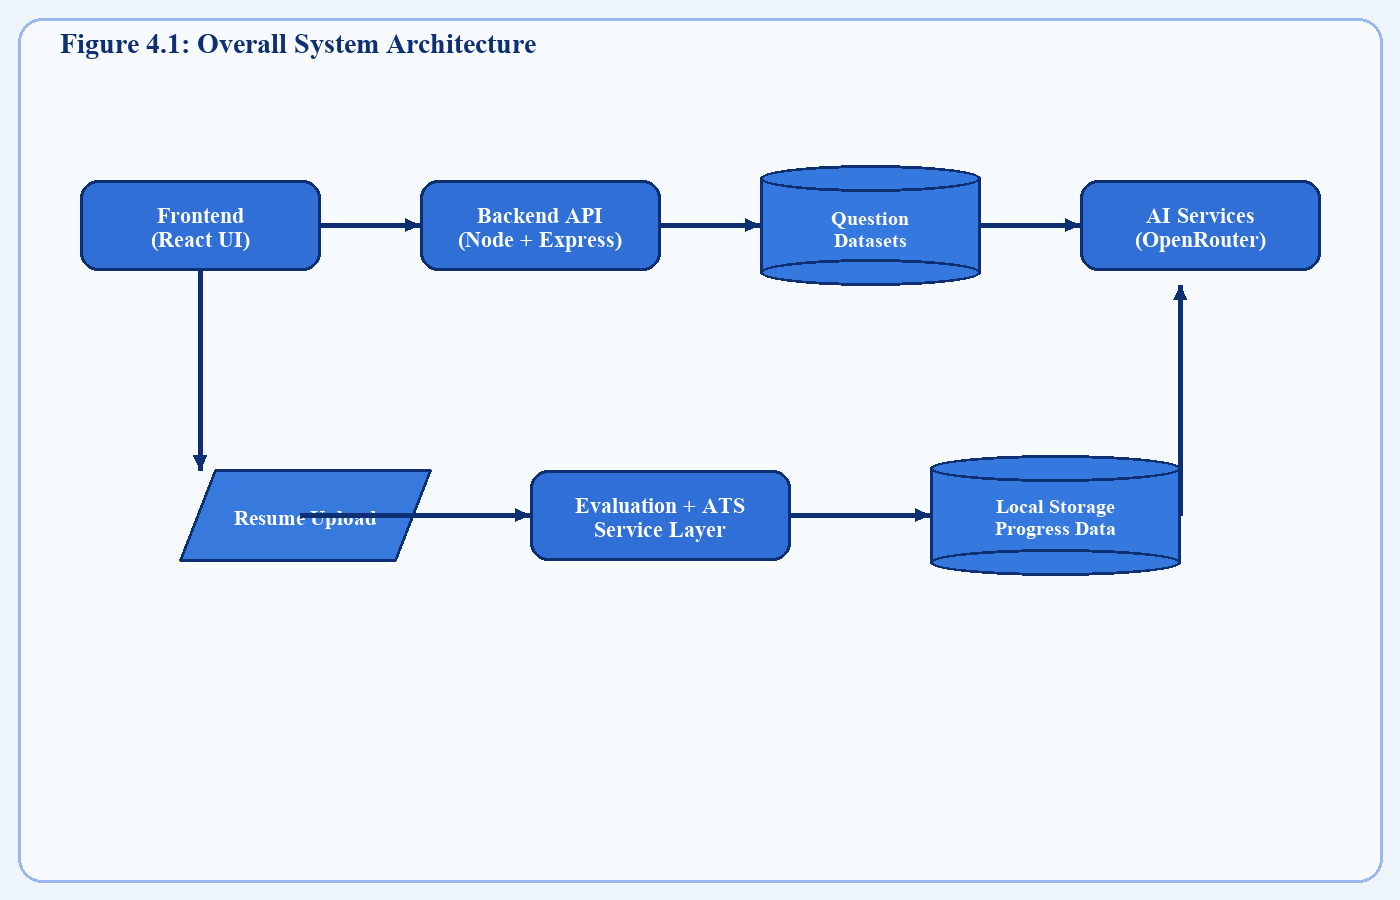 Figure 4.1: Overall System Architecture
Frontend
(React UI)
Backend API
(Node + Express)
Question
Datasets
AI Services
(OpenRouter)
Resume Upload
Evaluation + ATS
Service Layer
Local Storage
Progress Data